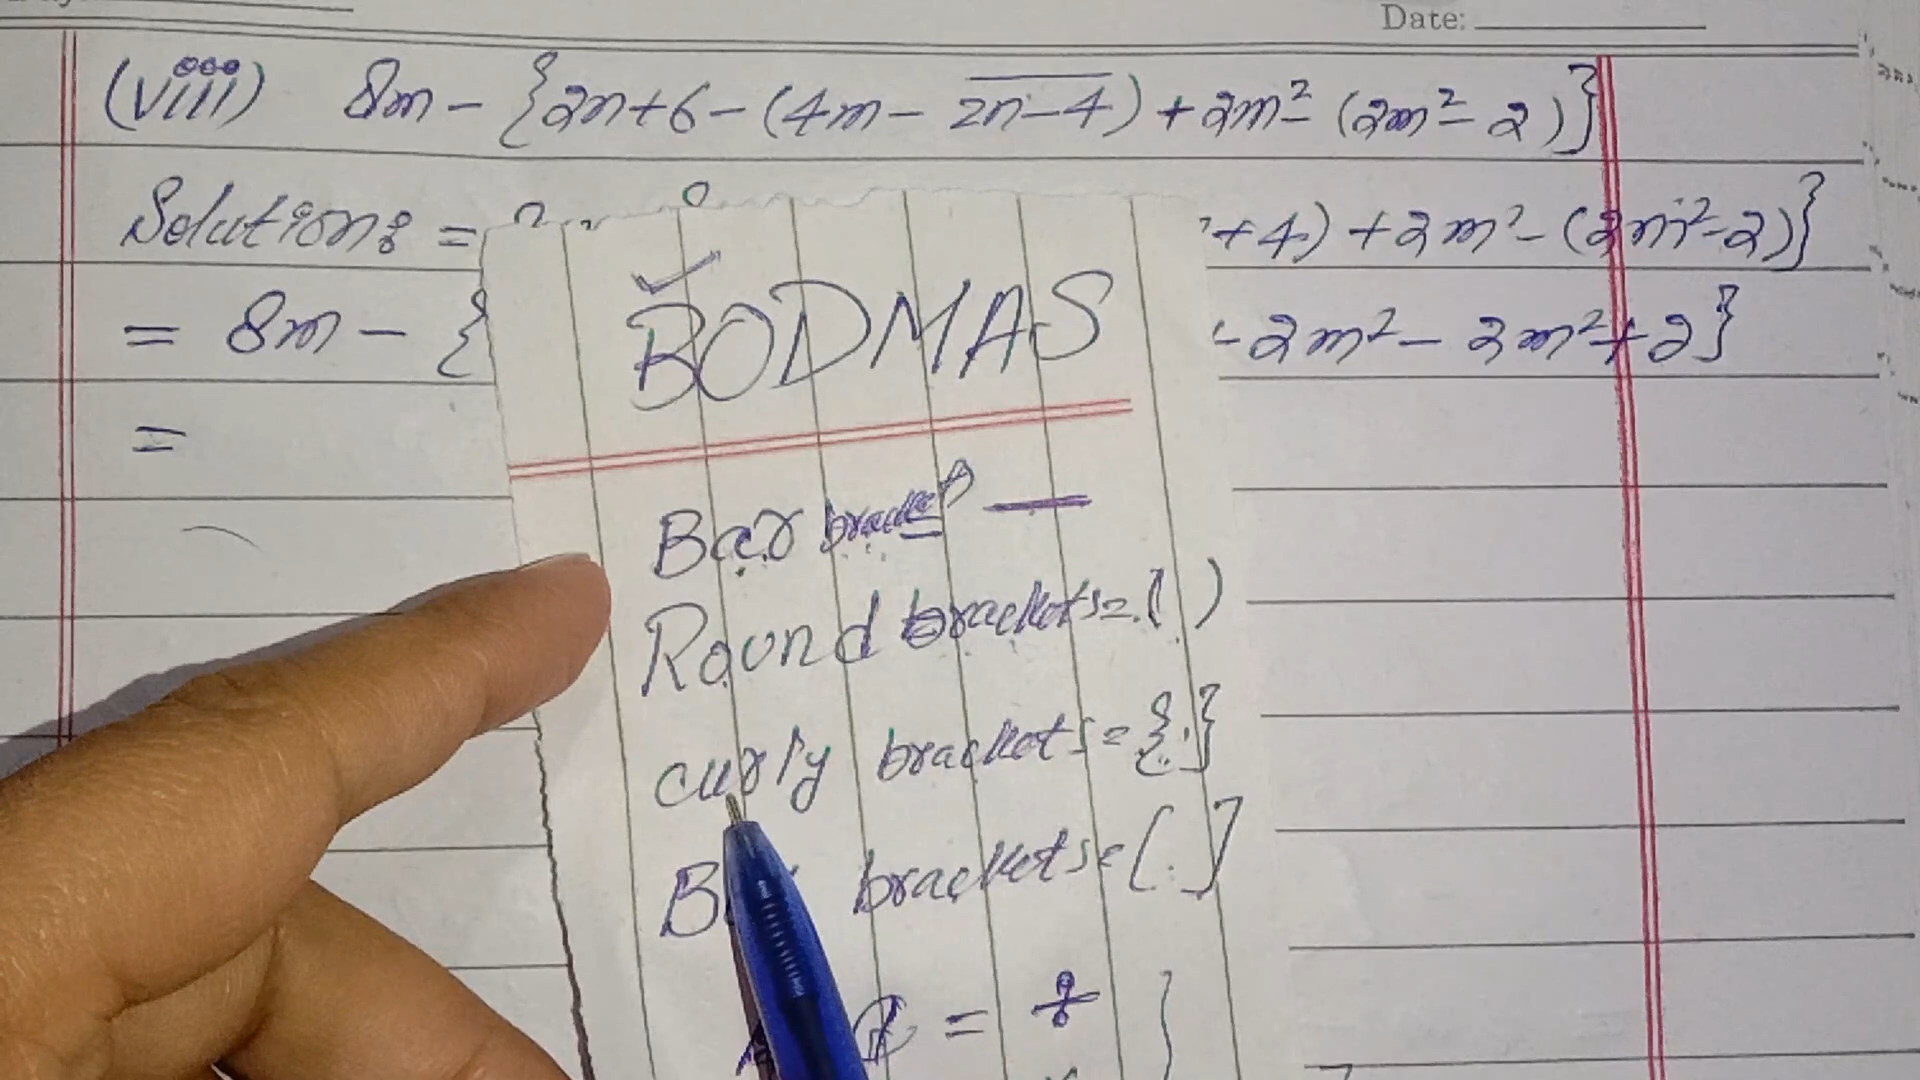 Date:
(viii) 8m - {2n+6-(4m-2n-4)+2m²-(2m²-2)}
Solution: =
+4)+2m²-(2m²-2)}
= 8m - {
-2m²-2m²+2}
=
BODMAS
Bar brackets —
Round brackets=( )
curly brackets={.}
brackets=[.]
= ÷